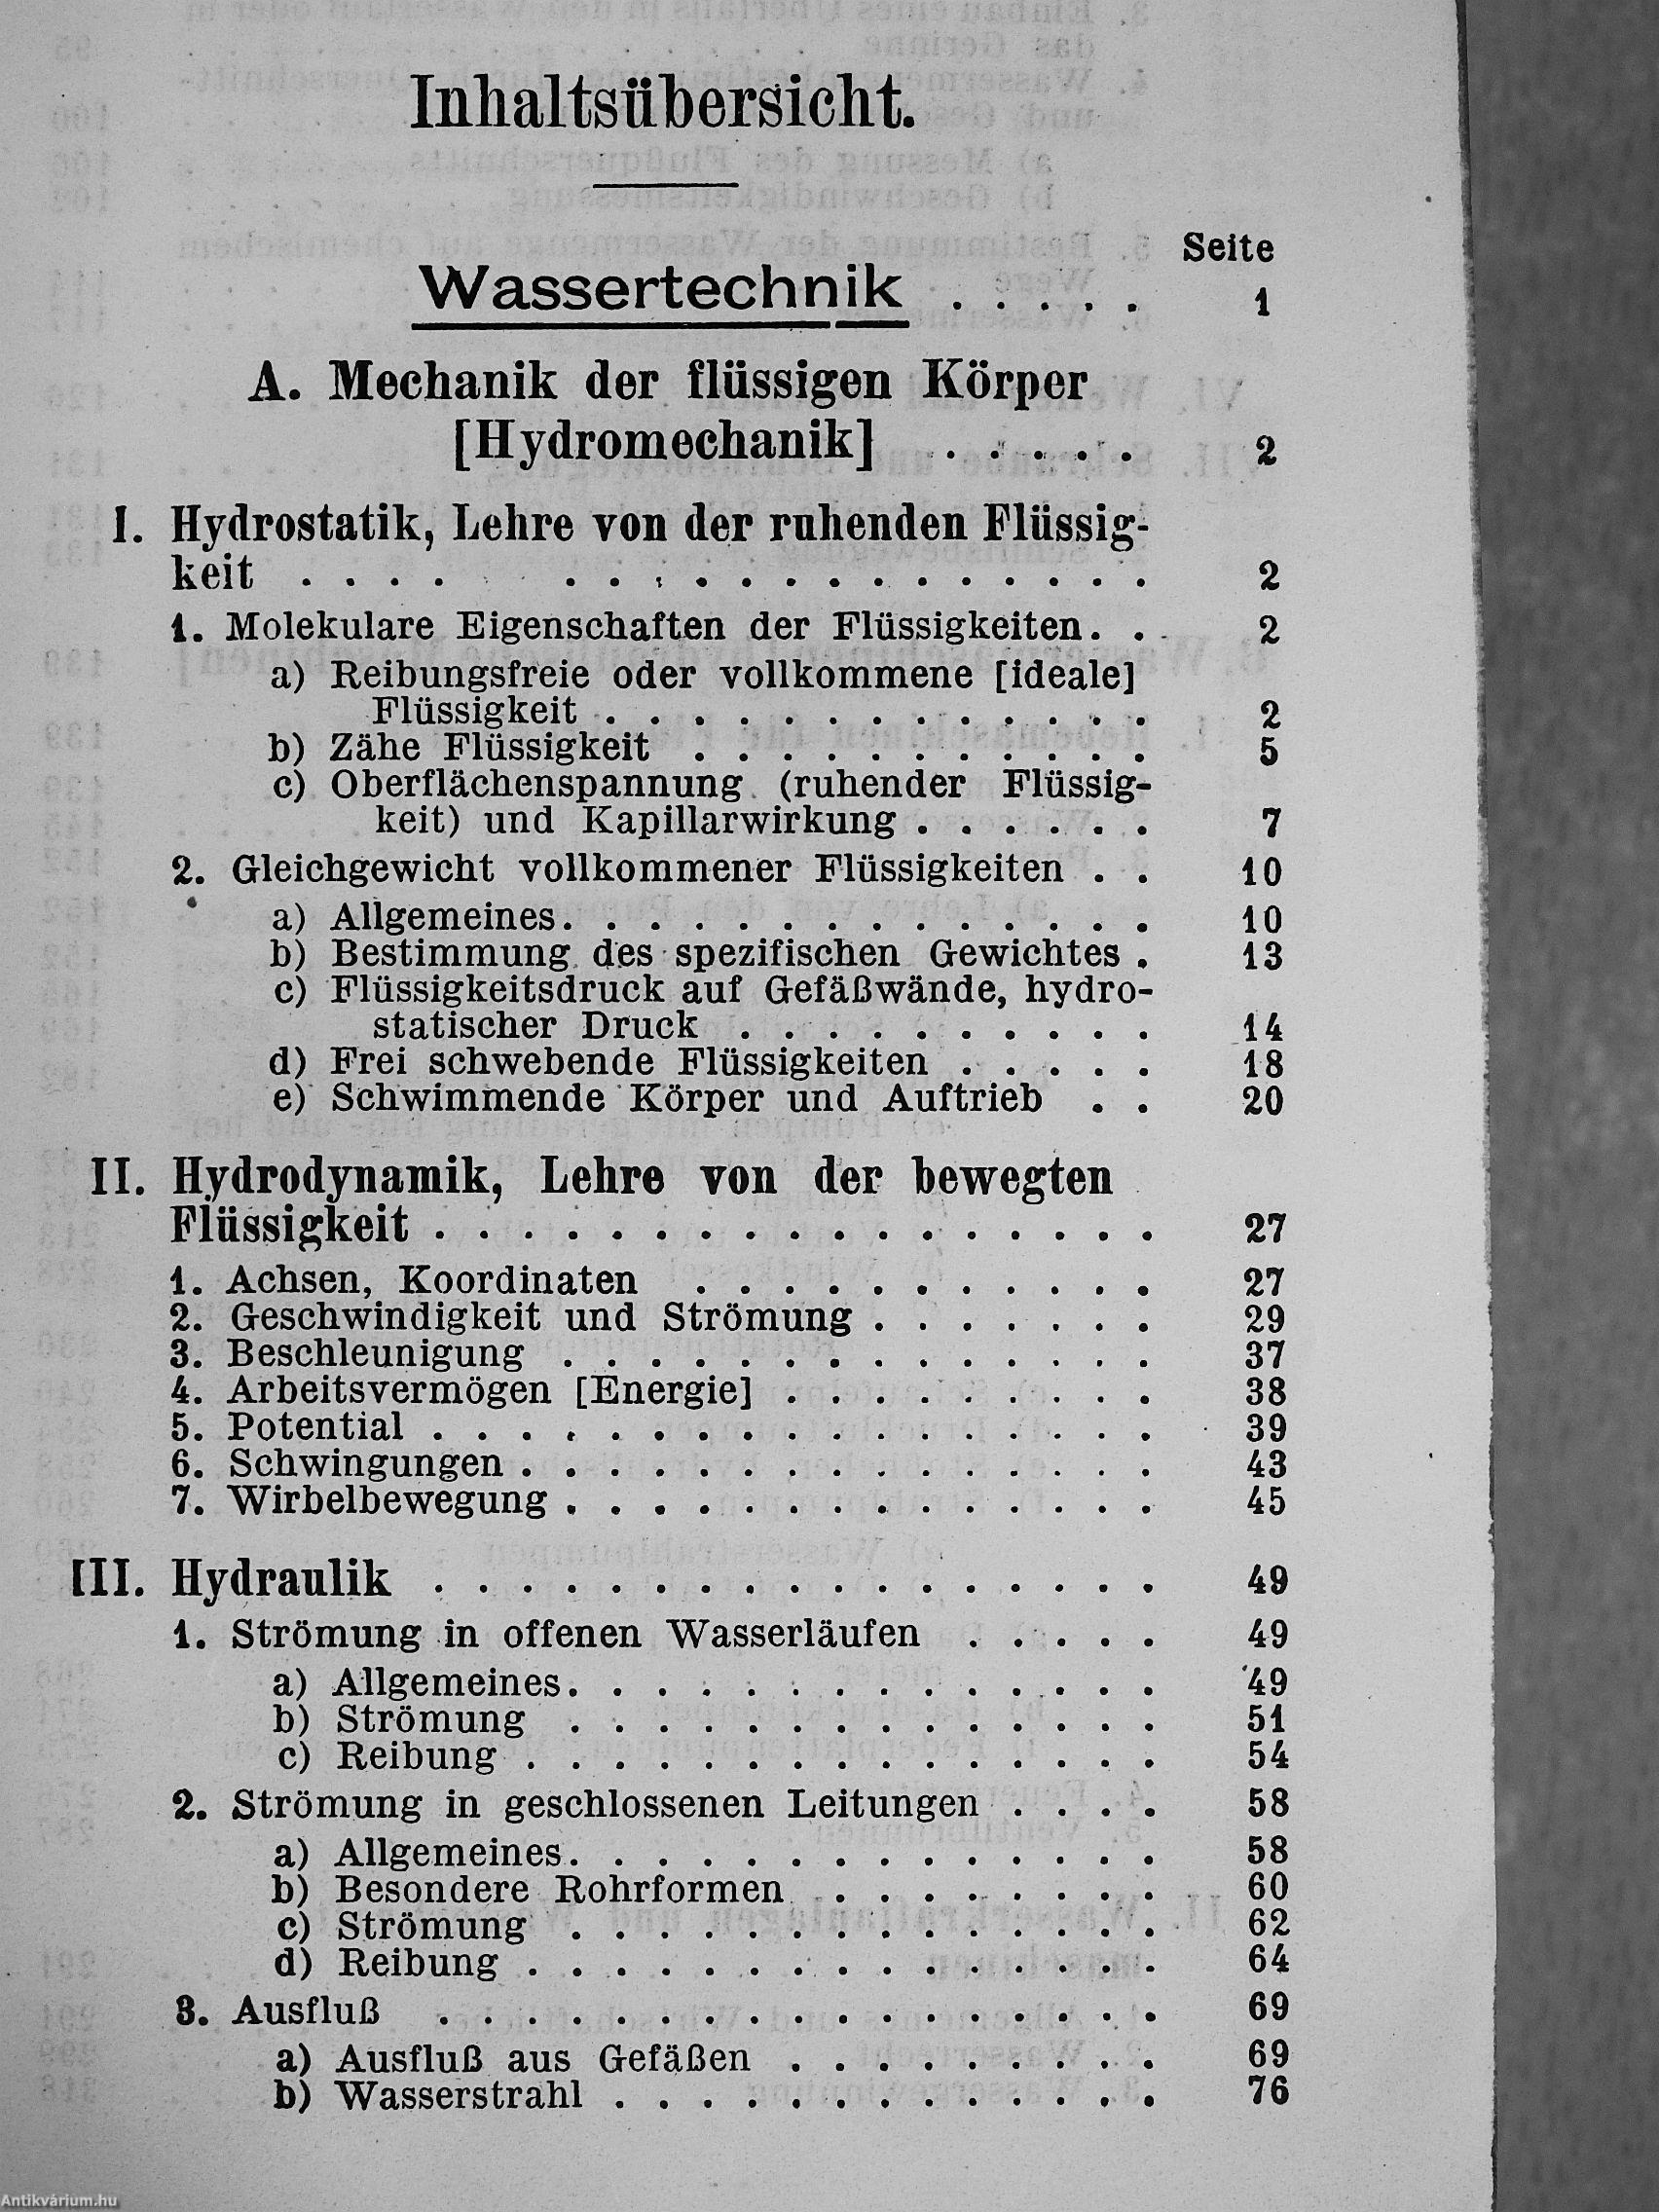 Inhaltsübersicht.
Seite
Wassertechnik . . . . . 1
A. Mechanik der flüssigen Körper
[Hydromechanik] . . . . . 2
I. Hydrostatik, Lehre von der ruhenden Flüssig-
keit . . . . . . . . . . . . . . . . . . 2
1. Molekulare Eigenschaften der Flüssigkeiten. . . 2
a) Reibungsfreie oder vollkommene [ideale]
Flüssigkeit . . . . . . . . . . . . . 2
b) Zähe Flüssigkeit . . . . . . . . . . . 5
c) Oberflächenspannung (ruhender Flüssig-
keit) und Kapillarwirkung . . . . . . 7
2. Gleichgewicht vollkommener Flüssigkeiten . . 10
a) Allgemeines. . . . . . . . . . . . . . 10
b) Bestimmung des spezifischen Gewichtes . 13
c) Flüssigkeitsdruck auf Gefäßwände, hydro-
statischer Druck . . . . . . . . . . 14
d) Frei schwebende Flüssigkeiten . . . . . 18
e) Schwimmende Körper und Auftrieb . . 20
II. Hydrodynamik, Lehre von der bewegten
Flüssigkeit . . . . . . . . . . . . . . . . . 27
1. Achsen, Koordinaten . . . . . . . . . . . 27
2. Geschwindigkeit und Strömung . . . . . . . 29
3. Beschleunigung . . . . . . . . . . . . . . 37
4. Arbeitsvermögen [Energie] . . . . . . . . . 38
5. Potential . . . . . . . . . . . . . . . . . 39
6. Schwingungen . . . . . . . . . . . . . . . 43
7. Wirbelbewegung . . . . . . . . . . . . . . 45
III. Hydraulik . . . . . . . . . . . . . . . . . 49
1. Strömung in offenen Wasserläufen . . . . . 49
a) Allgemeines. . . . . . . . . . . . . . 49
b) Strömung . . . . . . . . . . . . . . 51
c) Reibung . . . . . . . . . . . . . . . 54
2. Strömung in geschlossenen Leitungen . . . . 58
a) Allgemeines. . . . . . . . . . . . . . 58
b) Besondere Rohrformen . . . . . . . . 60
c) Strömung . . . . . . . . . . . . . . 62
d) Reibung . . . . . . . . . . . . . . . 64
3. Ausfluß . . . . . . . . . . . . . . . . . 69
a) Ausfluß aus Gefäßen . . . . . . . . . 69
b) Wasserstrahl . . . . . . . . . . . . . 76
Antikvárium.hu